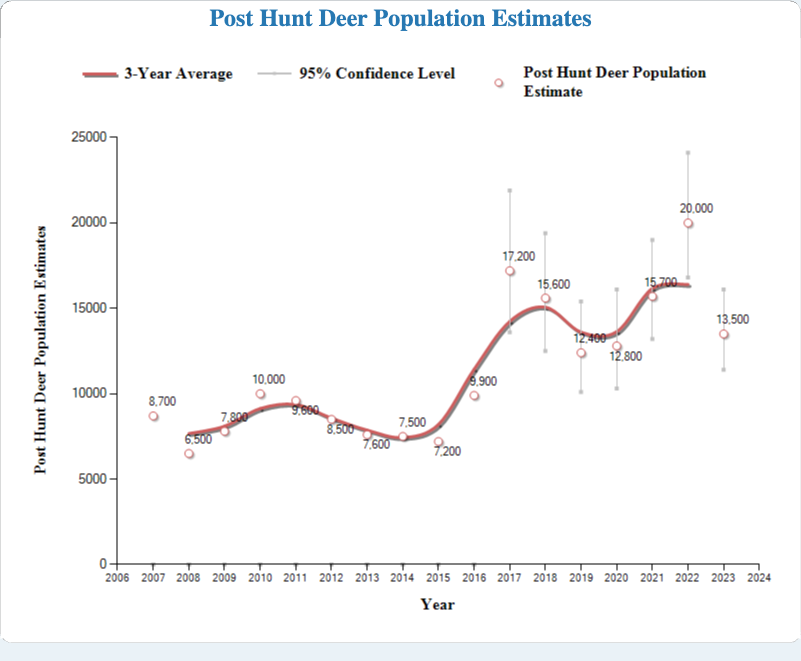 Post Hunt Deer Population Estimates
3-Year Average
95% Confidence Level
Post Hunt Deer Population
Estimate
Post Hunt Deer Population Estimates
25000
20000
15000
10000
5000
0
8,700
6,500
7,800
10,000
9,600
8,500
7,600
7,500
7,200
9,900
17,200
15,600
12,400
12,800
15,700
20,000
13,500
2006 2007 2008 2009 2010 2011 2012 2013 2014 2015 2016 2017 2018 2019 2020 2021 2022 2023 2024
Year